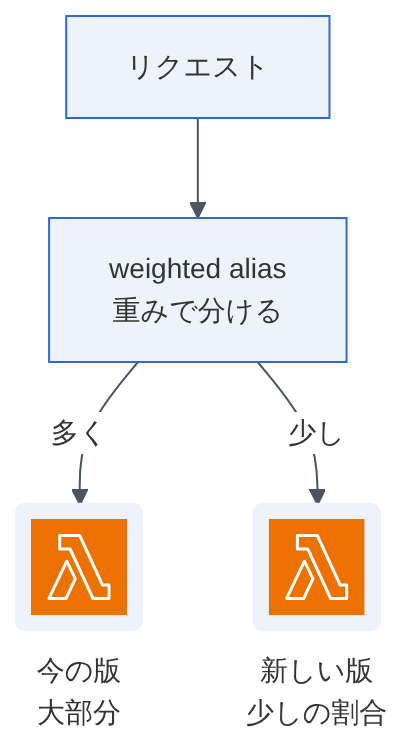 リクエスト
weighted alias
重みで分ける
多く
少し
今の版
大部分
新しい版
少しの割合